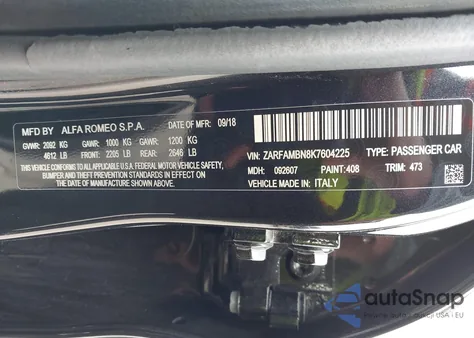 MFD BY ALFA ROMEO S.P.A. DATE OF MFR: 09/18
GVWR: 2092 KG GAWR: 1000 KG GAWR: 1200 KG
4612 LB FRONT: 2205 LB REAR: 2646 LB
THIS VEHICLE CONFORMS TO ALL APPLICABLE U.S.A. FEDERAL MOTOR VEHICLE SAFETY,
BUMPER AND THEFT PREVENTION STANDARDS IN EFFECT ON THE DATE OF
MANUFACTURE SHOWN ABOVE.
VIN: ZARFAMBN8K7604225 TYPE: PASSENGER CAR
MDH: 092607 PAINT:408 TRIM: 473
MADE IN: ITALY
autoSnap
USA i EU